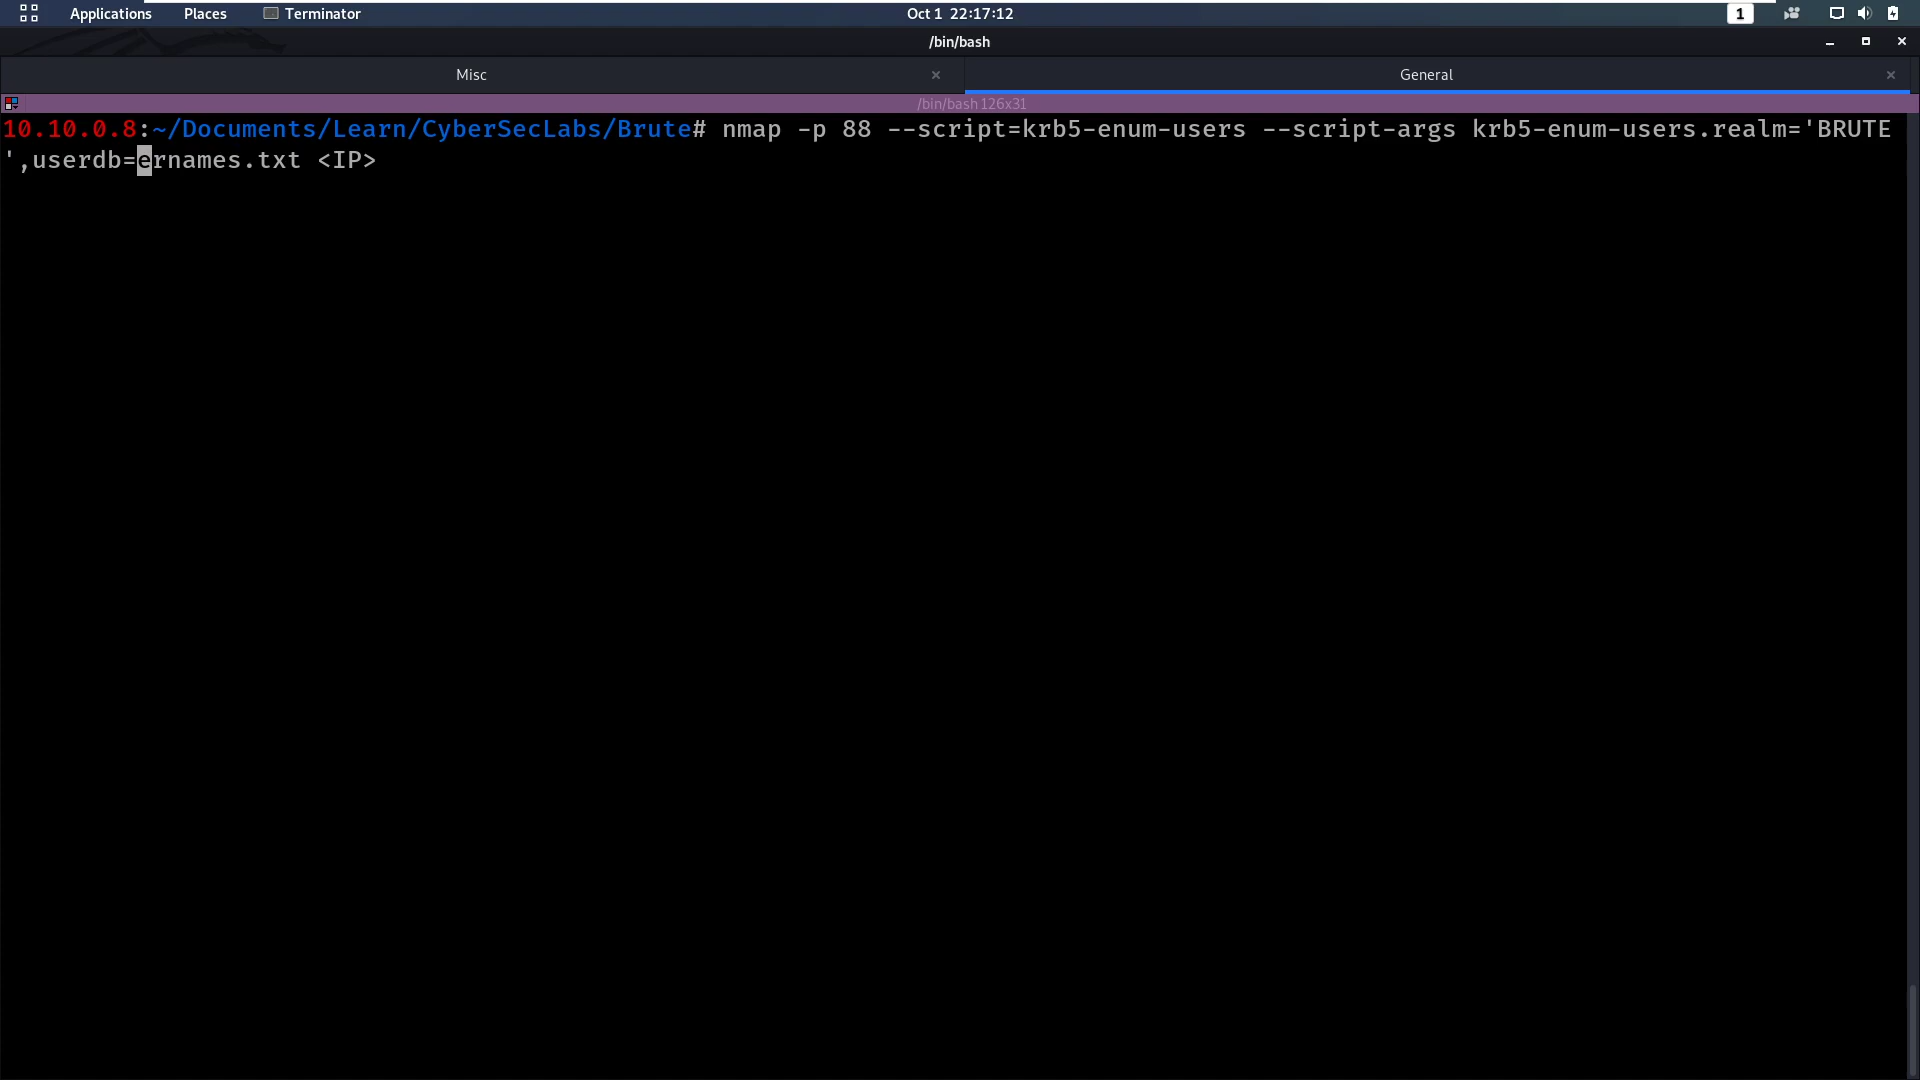 Applications Places Terminator Oct 1 22:17:12 1
/bin/bash
Misc General
/bin/bash 126x31
10.10.0.8:~/Documents/Learn/CyberSecLabs/Brute# nmap -p 88 --script=krb5-enum-users --script-args krb5-enum-users.realm='BRUTE
',userdb=ernames.txt <IP>